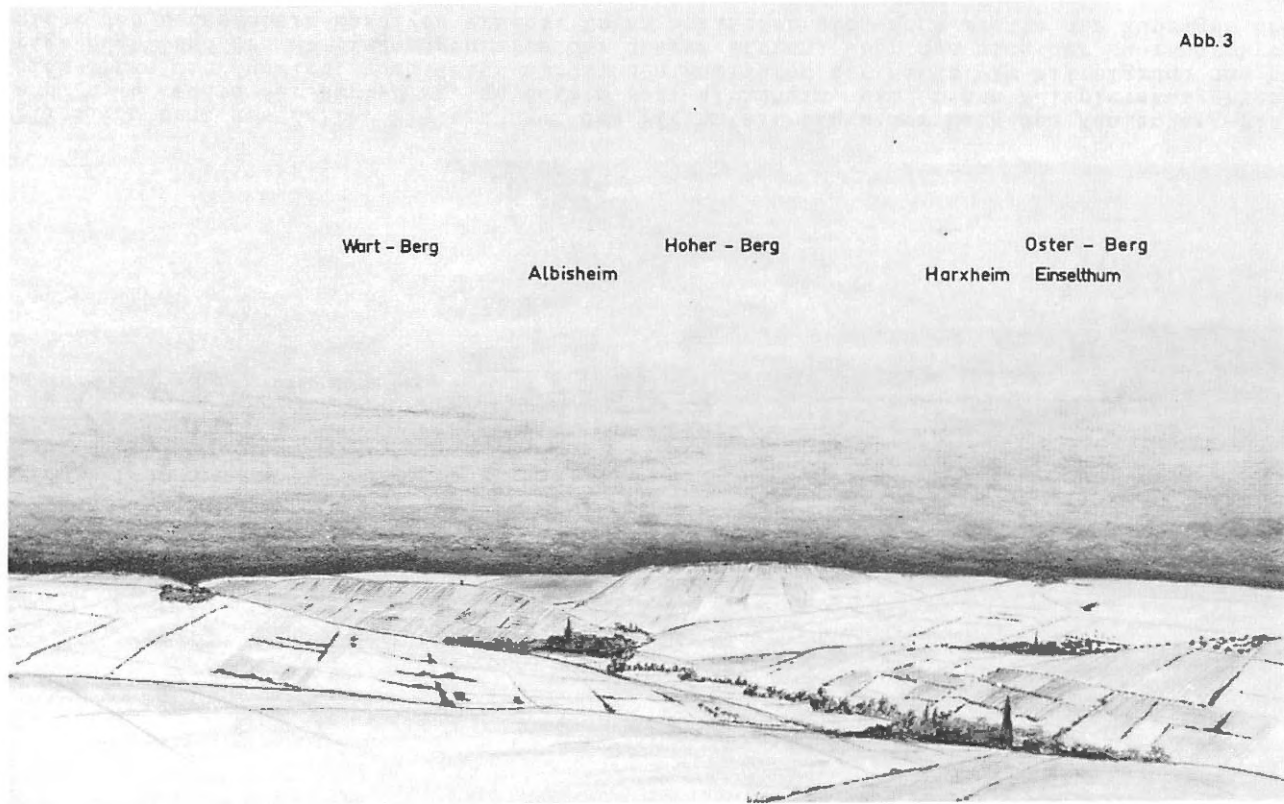 Abb. 3
Wart - Berg Hoher - Berg Oster - Berg
Albisheim Harxheim Einselthum